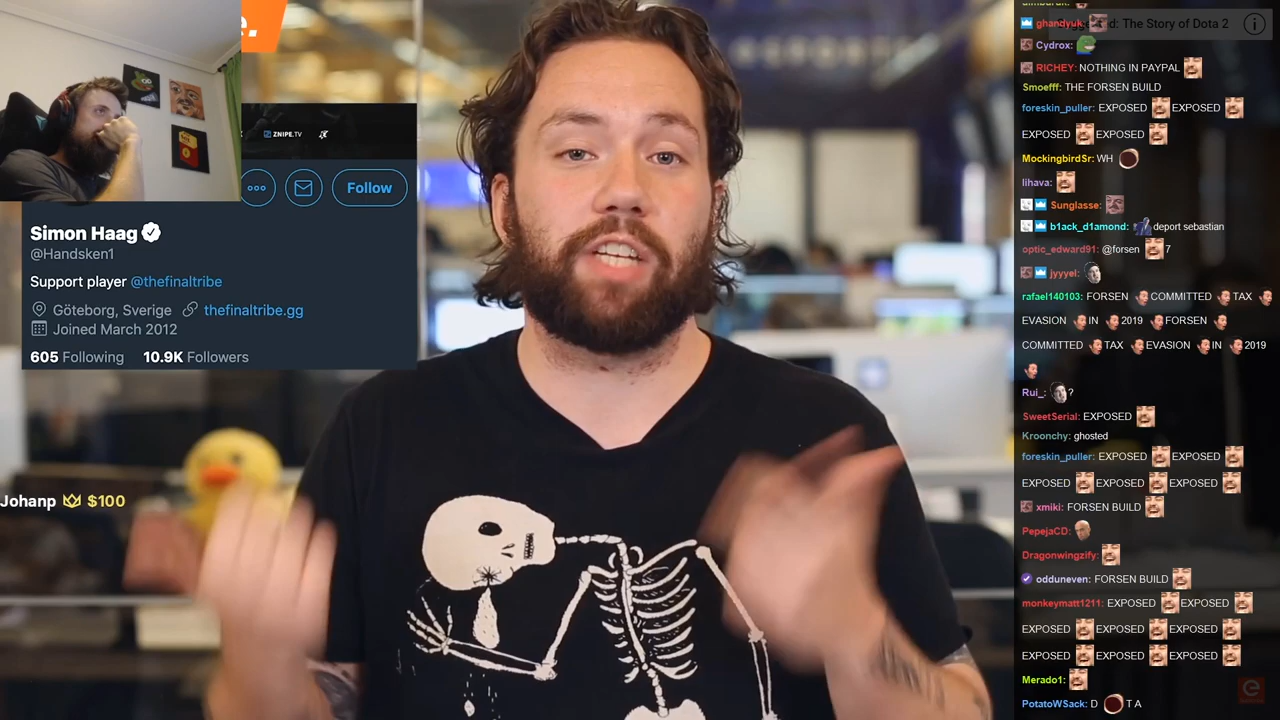 e.
ZNIPE.TV
Follow
Simon Haag
@Handsken1
Support player @thefinaltribe
Göteborg, Sverige thefinaltribe.gg
Joined March 2012
605 Following 10.9K Followers
Johanp $100
The Story of Dota 2
ghandyuk:
Cydrox:
RICHEY: NOTHING IN PAYPAL
Smoefff: THE FORSEN BUILD
foreskin_puller: EXPOSED EXPOSED
EXPOSED EXPOSED
MockingbirdSr: WH
lihava:
Sunglasse:
b1ack_d1amond: deport sebastian
optic_edward91: @forsen 7
jyyyel:
rafael140103: FORSEN COMMITTED TAX
EVASION IN 2019 FORSEN
COMMITTED TAX EVASION IN 2019
Rui_: ?
SweetSerial: EXPOSED
Kroonchy: ghosted
foreskin_puller: EXPOSED EXPOSED
EXPOSED EXPOSED EXPOSED
xmiki: FORSEN BUILD
PepejaCD:
Dragonwingzify:
odduneven: FORSEN BUILD
monkeymatt1211: EXPOSED EXPOSED
EXPOSED EXPOSED EXPOSED
EXPOSED EXPOSED EXPOSED
Merado1:
PotatoWSack: D T A